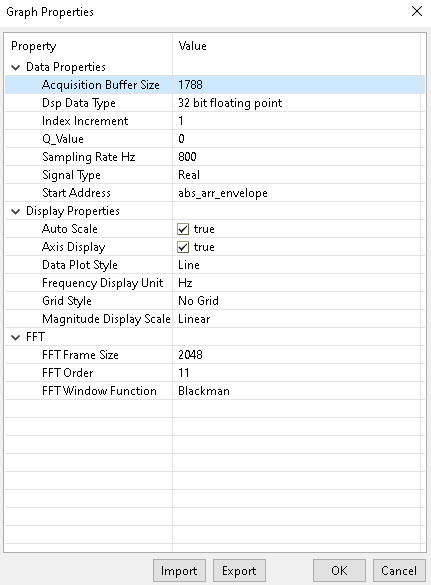 Graph Properties
Property Value
Data Properties
Acquisition Buffer Size 1788
Dsp Data Type 32 bit floating point
Index Increment 1
Q_Value 0
Sampling Rate Hz 800
Signal Type Real
Start Address abs_arr_envelope
Display Properties
Auto Scale true
Axis Display true
Data Plot Style Line
Frequency Display Unit Hz
Grid Style No Grid
Magnitude Display Scale Linear
FFT
FFT Frame Size 2048
FFT Order 11
FFT Window Function Blackman
Import Export OK Cancel